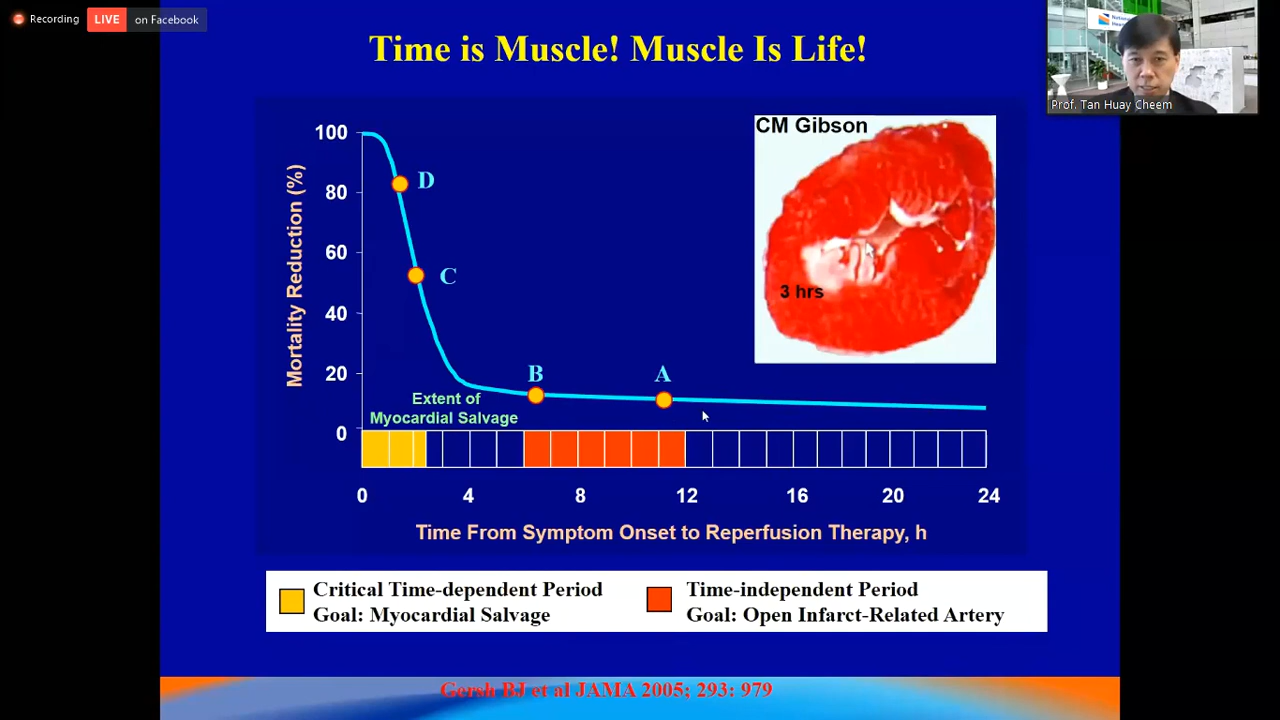 Recording
LIVE on Facebook
Time is Muscle! Muscle Is Life!
Prof. Tan Huay Cheem
CM Gibson
3 hrs
Mortality Reduction (%)
100
80
60
40
20
0
D
C
B
A
Extent of
Myocardial Salvage
0 4 8 12 16 20 24
Time From Symptom Onset to Reperfusion Therapy, h
Critical Time-dependent Period
Goal: Myocardial Salvage
Time-independent Period
Goal: Open Infarct-Related Artery
Gersh BJ et al JAMA 2005; 293: 979